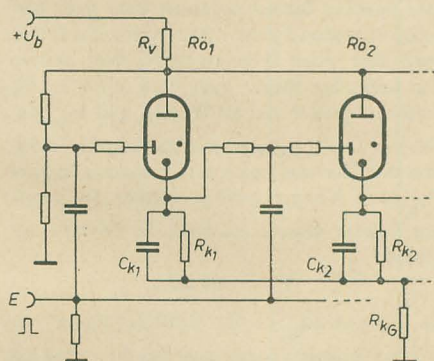 +U_b
R_v
Rö_1
Rö_2
C_k1
R_k1
C_k2
R_k2
E
R_kG